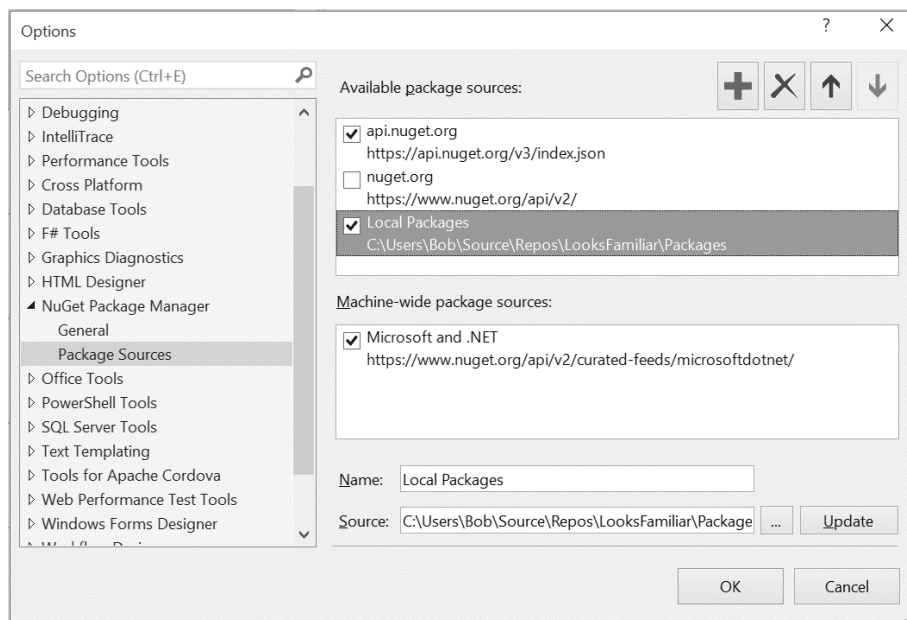 Options
?
Search Options (Ctrl+E)
Debugging
IntelliTrace
Performance Tools
Cross Platform
Database Tools
F# Tools
Graphics Diagnostics
HTML Designer
NuGet Package Manager
General
Package Sources
Office Tools
PowerShell Tools
SQL Server Tools
Text Templating
Tools for Apache Cordova
Web Performance Test Tools
Windows Forms Designer
Available package sources:
api.nuget.org
https://api.nuget.org/v3/index.json
nuget.org
https://www.nuget.org/api/v2/
Local Packages
C:\Users\Bob\Source\Repos\LooksFamiliar\Packages
Machine-wide package sources:
Microsoft and .NET
https://www.nuget.org/api/v2/curated-feeds/microsoftdotnet/
Name: Local Packages
Source: C:\Users\Bob\Source\Repos\LooksFamiliar\Package ... Update
OK Cancel